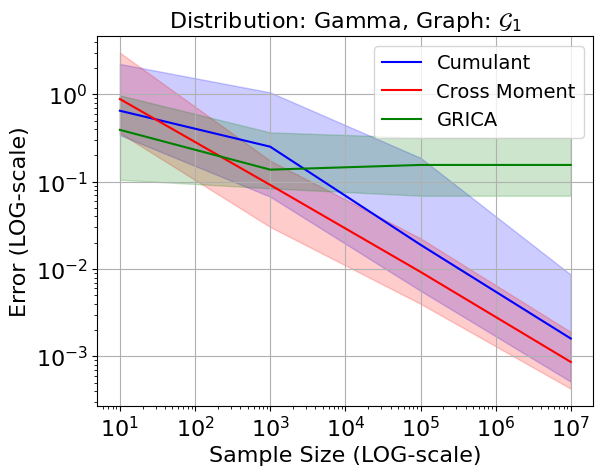 Distribution: Gamma, Graph: 𝒢₁
Cumulant
Cross Moment
GRICA
Error (LOG-scale)
10⁰
10⁻¹
10⁻²
10⁻³
10¹ 10² 10³ 10⁴ 10⁵ 10⁶ 10⁷
Sample Size (LOG-scale)